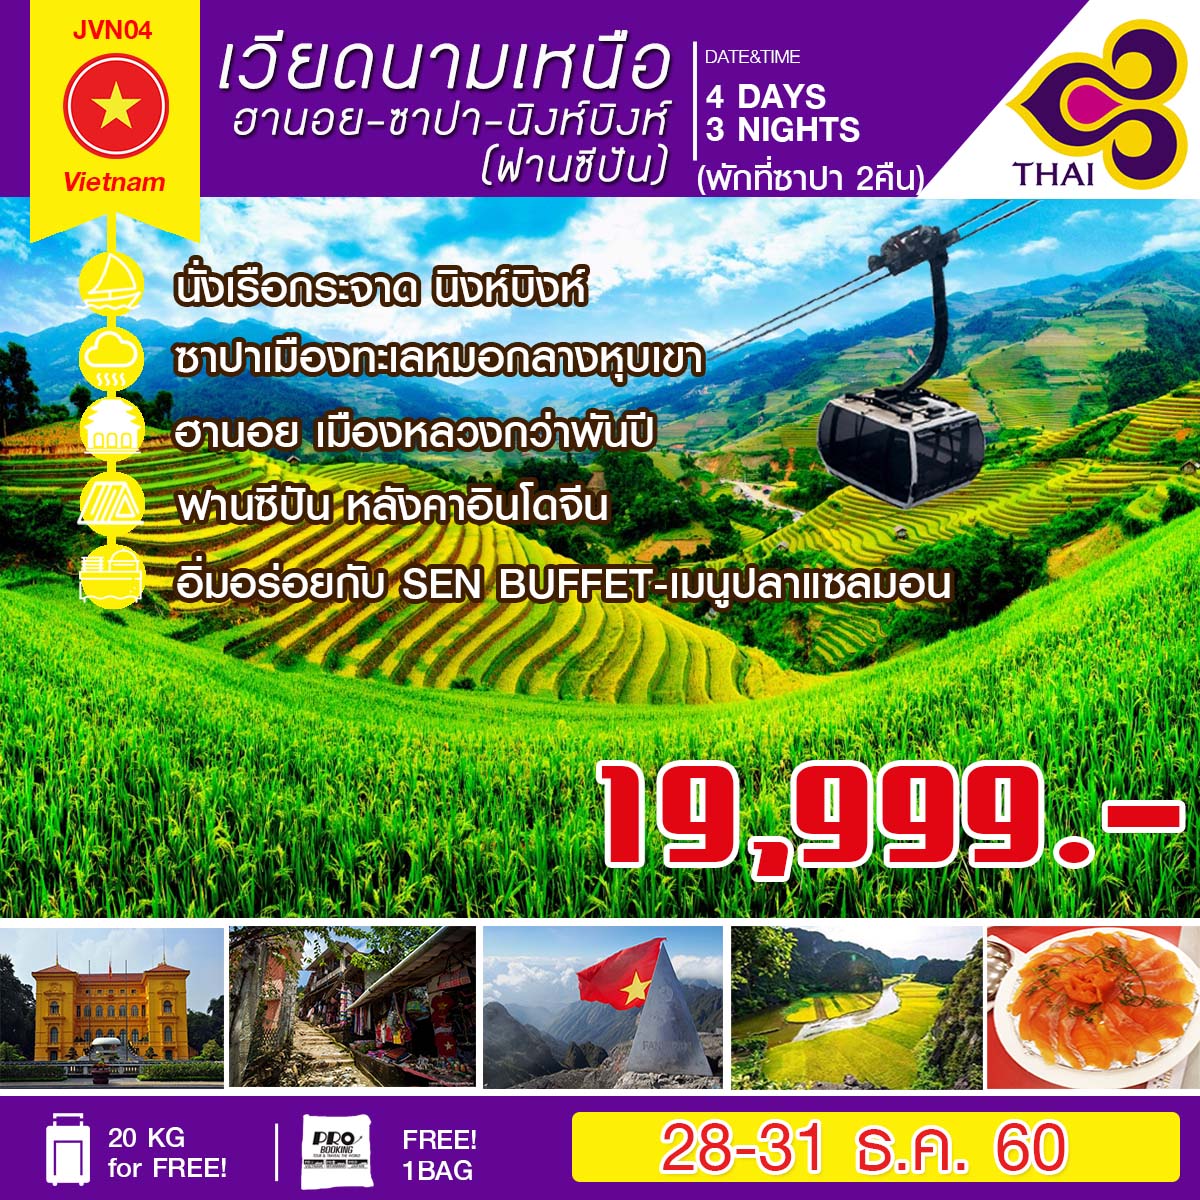 JVN04
Vietnam
เวียดนามเหนือ
ฮานอย-ซาปา-นิงห์บิงห์
(ฟานซีปัน)
DATE&TIME
4 DAYS
3 NIGHTS
(พักที่ซาปา 2คืน)
THAI
นั่งเรือกระจาด นิงห์บิงห์
ซาปาเมืองทะเลหมอกลางหุบเขา
ฮานอย เมืองหลวงกว่าพันปี
ฟานซีปัน หลังคาอินโดจีน
อิ่มอร่อยกับ SEN BUFFET-เมนูปลาแซลมอน
19,999.-
20 KG
for FREE!
PRO
BOOKING
FREE!
1BAG
28-31 ธ.ค. 60